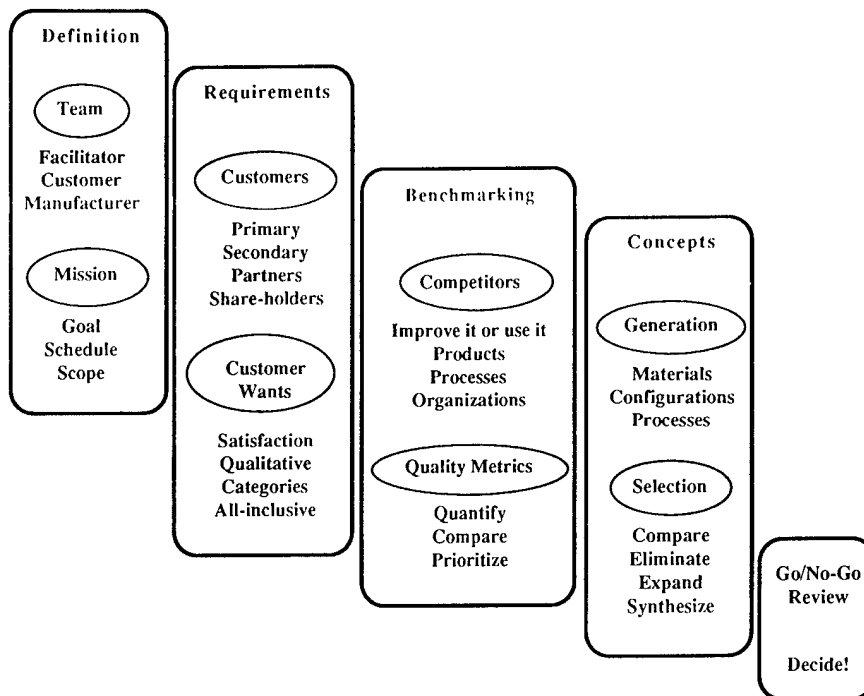 Definition
Team
Facilitator
Customer
Manufacturer
Mission
Goal
Schedule
Scope
Requirements
Customers
Primary
Secondary
Partners
Share-holders
Customer
Wants
Satisfaction
Qualitative
Categories
All-inclusive
Benchmarking
Competitors
Improve it or use it
Products
Processes
Organizations
Quality Metrics
Quantify
Compare
Prioritize
Concepts
Generation
Materials
Configurations
Processes
Selection
Compare
Eliminate
Expand
Synthesize
Go/No-Go
Review
Decide!